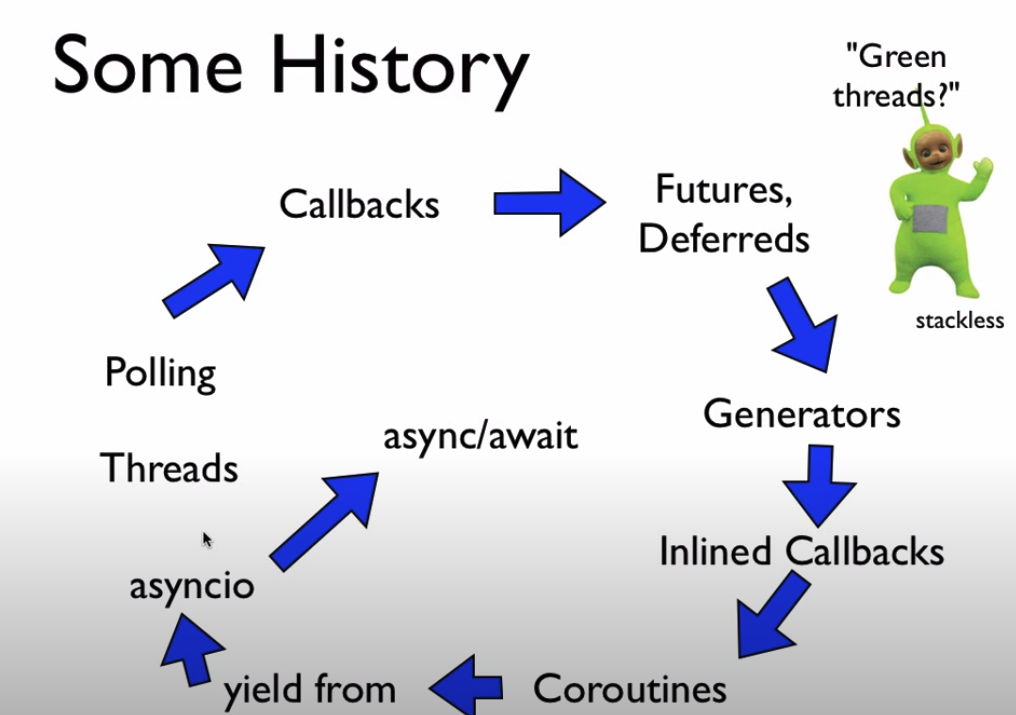 Some History
"Green
threads?"
Callbacks
Futures,
Deferreds
stackless
Polling
Generators
async/await
Threads
Inlined Callbacks
asyncio
yield from
Coroutines